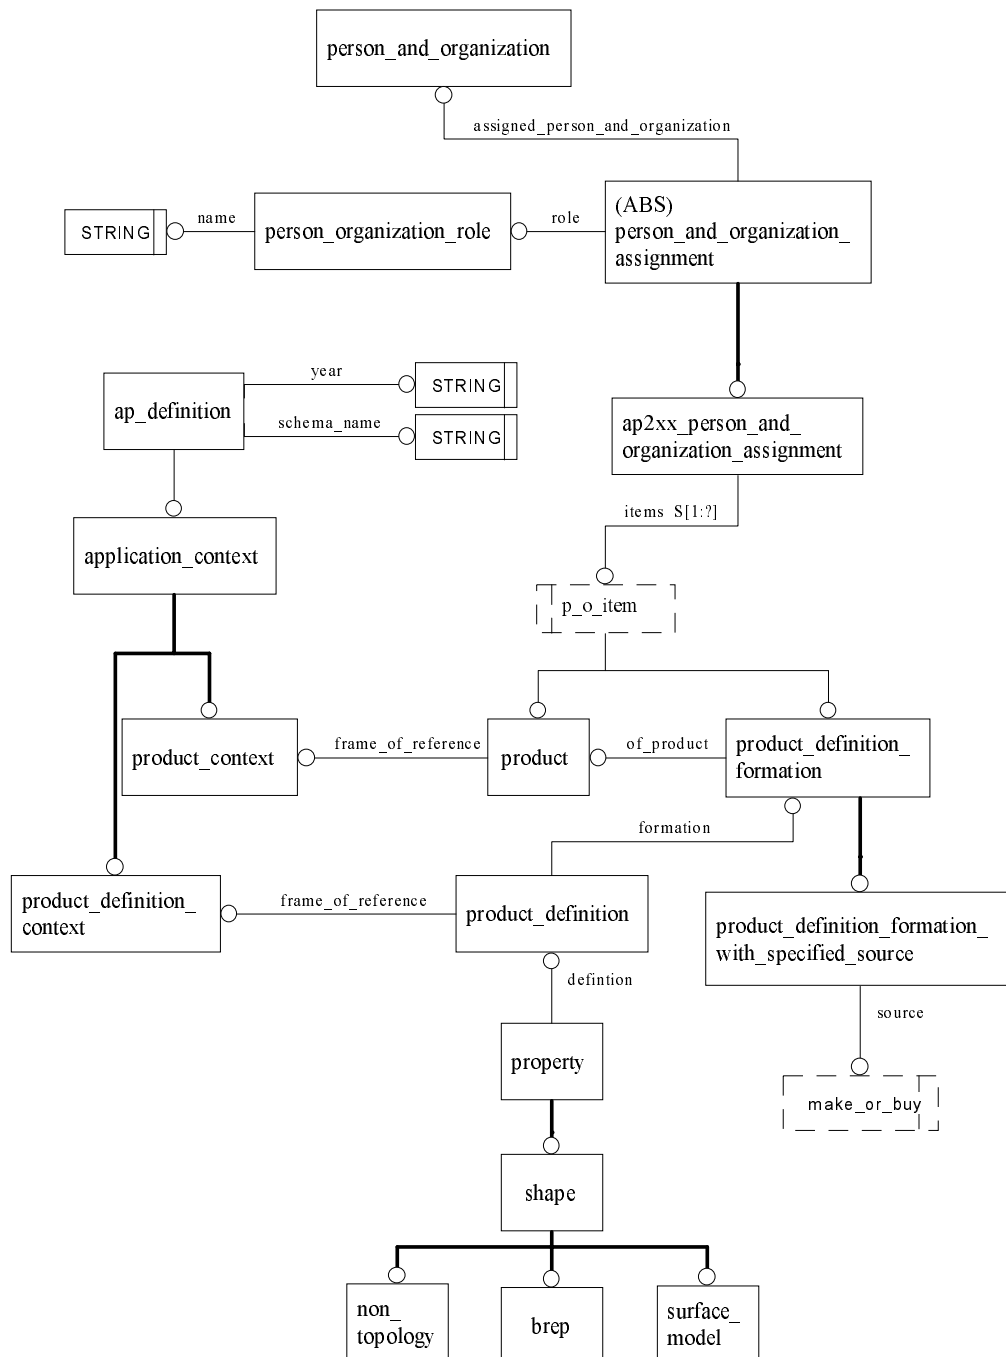 person_and_organization
assigned_person_and_organization
(ABS)
person_and_organization_
assignment
role
person_organization_role
name
STRING
year
STRING
ap_definition
schema_name
STRING
ap2xx_person_and_
organization_assignment
items S[1:?]
application_context
p_o_item
product_context
frame_of_reference
product
of_product
product_definition_
formation
formation
product_definition_
context
frame_of_reference
product_definition
product_definition_formation_
with_specified_source
defintion
source
property
make_or_buy
shape
non_
topology
brep
surface_
model